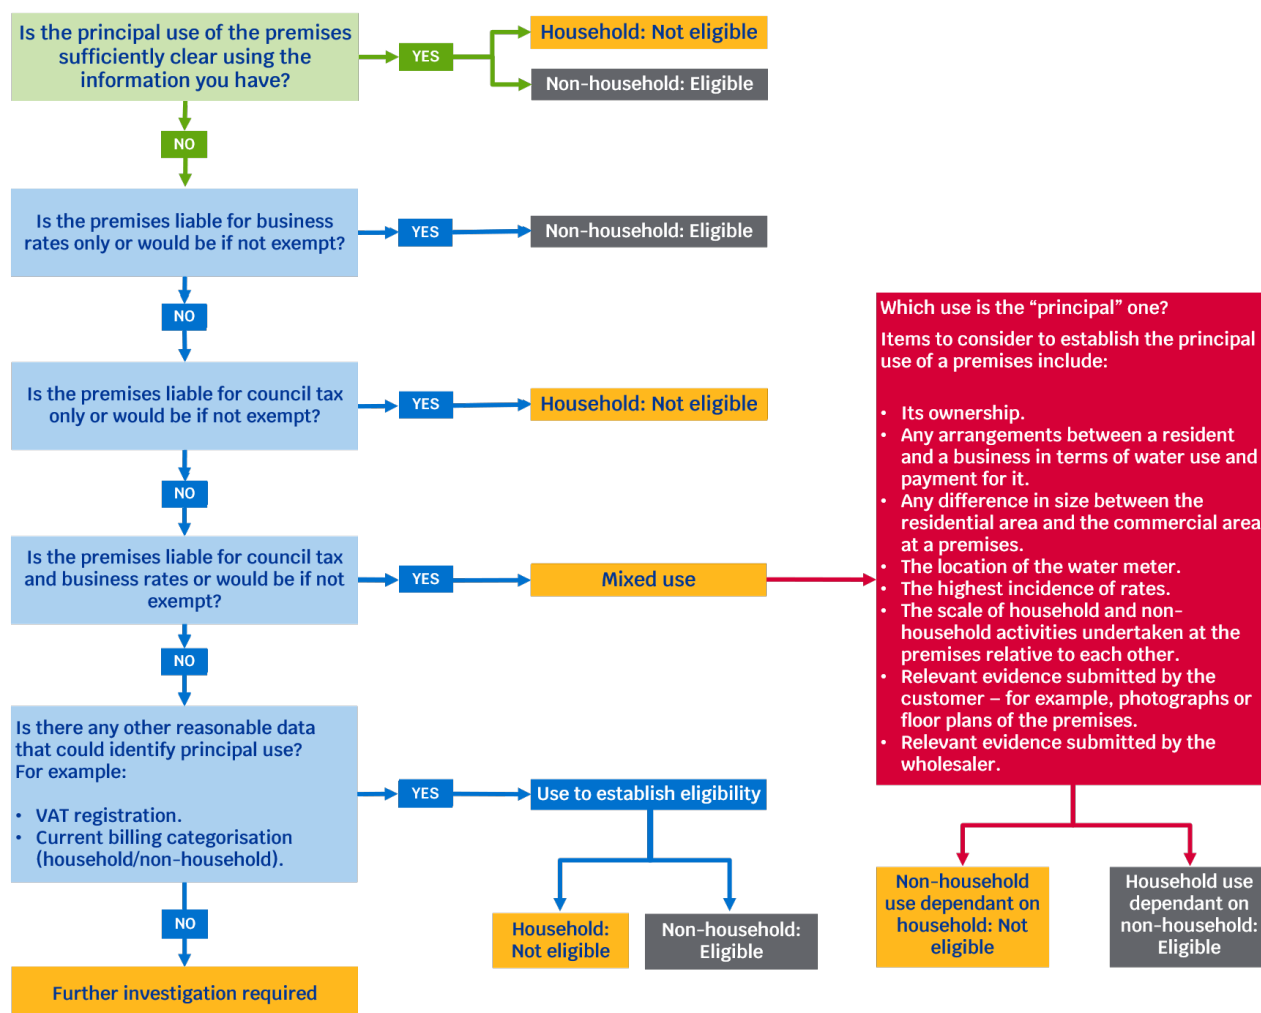 Is the principal use of the premises
sufficiently clear using the
information you have?
YES
Household: Not eligible
Non-household: Eligible
NO
Is the premises liable for business
rates only or would be if not exempt?
YES
Non-household: Eligible
NO
Is the premises liable for council tax
only or would be if not exempt?
YES
Household: Not eligible
NO
Is the premises liable for council tax
and business rates or would be if not
exempt?
YES
Mixed use
Which use is the “principal” one?
Items to consider to establish the principal
use of a premises include:
• Its ownership.
• Any arrangements between a resident
and a business in terms of water use and
payment for it.
• Any difference in size between the
residential area and the commercial area
at a premises.
• The location of the water meter.
• The highest incidence of rates.
• The scale of household and non-
household activities undertaken at the
premises relative to each other.
• Relevant evidence submitted by the
customer – for example, photographs or
floor plans of the premises.
• Relevant evidence submitted by the
wholesaler.
Non-household
use dependant on
household: Not
eligible
Household use
dependant on
non-household:
Eligible
NO
Is there any other reasonable data
that could identify principal use?
For example:
• VAT registration.
• Current billing categorisation
(household/non-household).
YES
Use to establish eligibility
Household:
Not eligible
Non-household:
Eligible
NO
Further investigation required